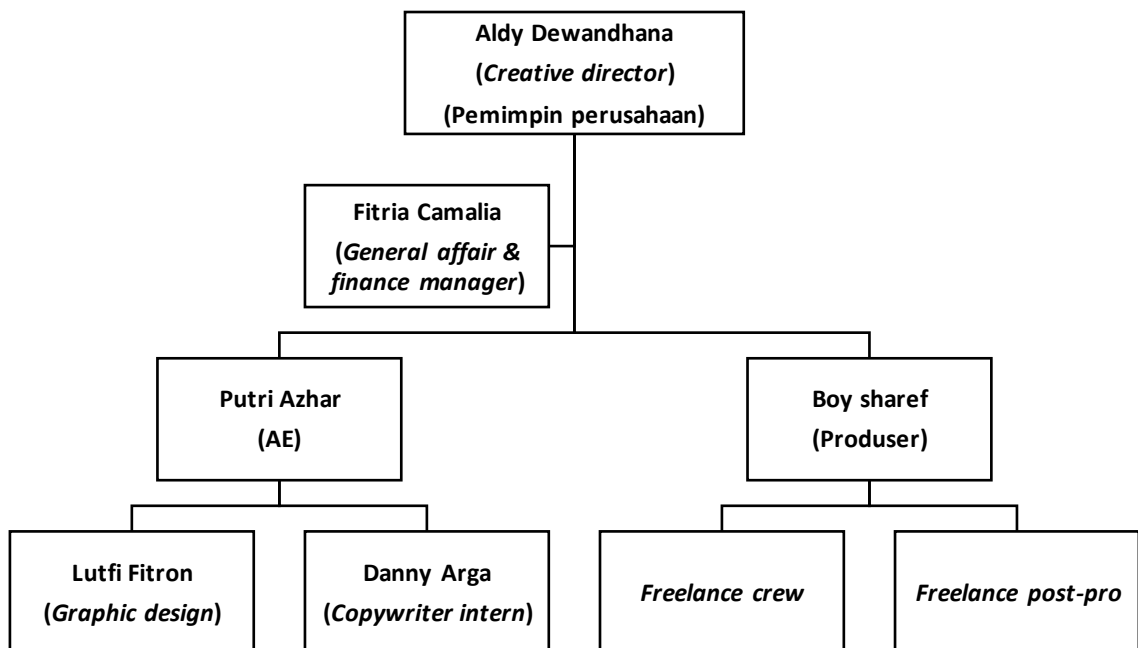 Aldy Dewandhana
(Creative director)
(Pemimpin perusahaan)
Fitria Camalia
(General affair &
finance manager)
Putri Azhar
(AE)
Boy sharef
(Produser)
Lutfi Fitron
(Graphic design)
Danny Arga
(Copywriter intern)
Freelance crew
Freelance post-pro